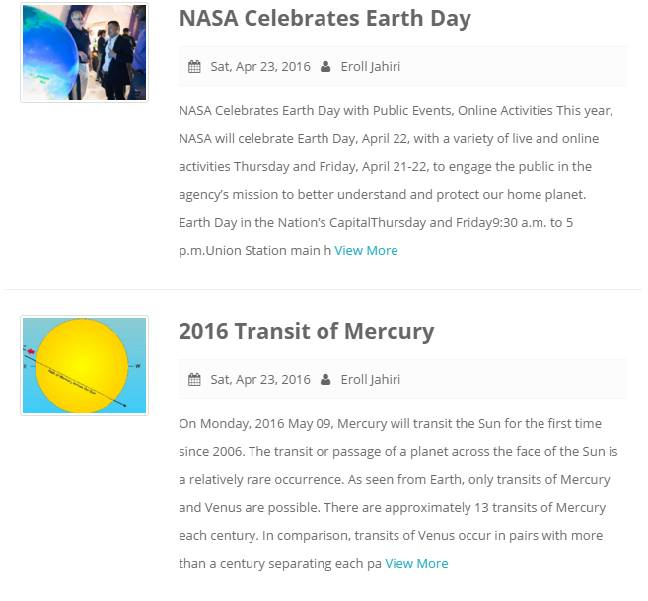 NASA Celebrates Earth Day
Sat, Apr 23, 2016 Eroll Jahiri
NASA Celebrates Earth Day with Public Events, Online Activities This year,
NASA will celebrate Earth Day, April 22, with a variety of live and online
activities Thursday and Friday, April 21-22, to engage the public in the
agency’s mission to better understand and protect our home planet.
Earth Day in the Nation’s CapitalThursday and Friday9:30 a.m. to 5
p.m.Union Station main h View More
2016 Transit of Mercury
E
W
Path of Mercury across the Sun
Sat, Apr 23, 2016 Eroll Jahiri
On Monday, 2016 May 09, Mercury will transit the Sun for the first time
since 2006. The transit or passage of a planet across the face of the Sun is
a relatively rare occurrence. As seen from Earth, only transits of Mercury
and Venus are possible. There are approximately 13 transits of Mercury
each century. In comparison, transits of Venus occur in pairs with more
than a century separating each pa View More